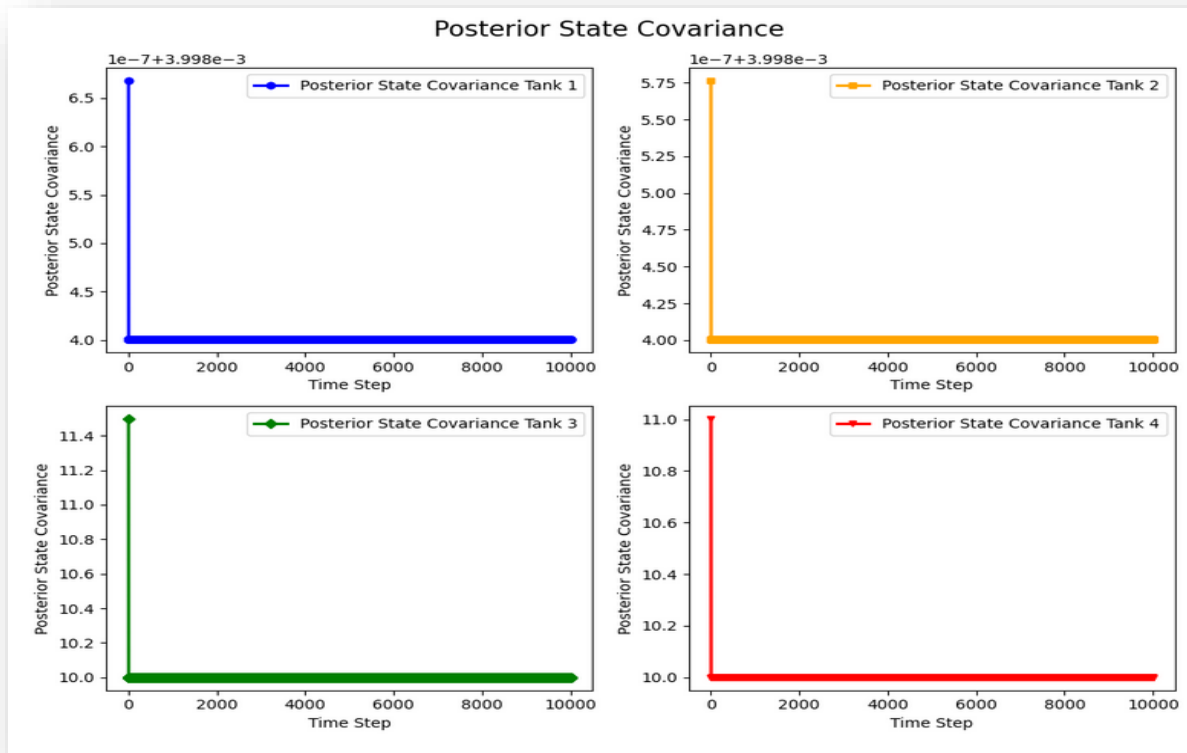 Posterior State Covariance
1e−7+3.998e−3
Posterior State Covariance Tank 1
6.5
6.0
5.5
5.0
4.5
4.0
Posterior State Covariance
0 2000 4000 6000 8000 10000
Time Step
1e−7+3.998e−3
Posterior State Covariance Tank 2
5.75
5.50
5.25
5.00
4.75
4.50
4.25
4.00
Posterior State Covariance
0 2000 4000 6000 8000 10000
Time Step
Posterior State Covariance Tank 3
11.4
11.2
11.0
10.8
10.6
10.4
10.2
10.0
Posterior State Covariance
0 2000 4000 6000 8000 10000
Time Step
Posterior State Covariance Tank 4
11.0
10.8
10.6
10.4
10.2
10.0
Posterior State Covariance
0 2000 4000 6000 8000 10000
Time Step